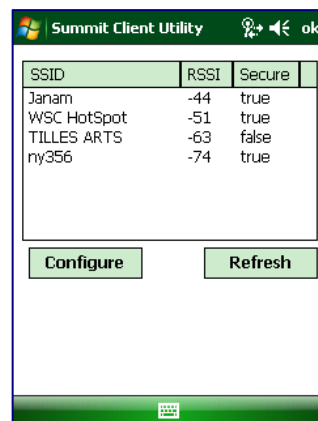 Summit Client Utility ok
SSID RSSI Secure
Janam -44 true
WSC HotSpot -51 true
TILLES ARTS -63 false
ny356 -74 true
Configure Refresh